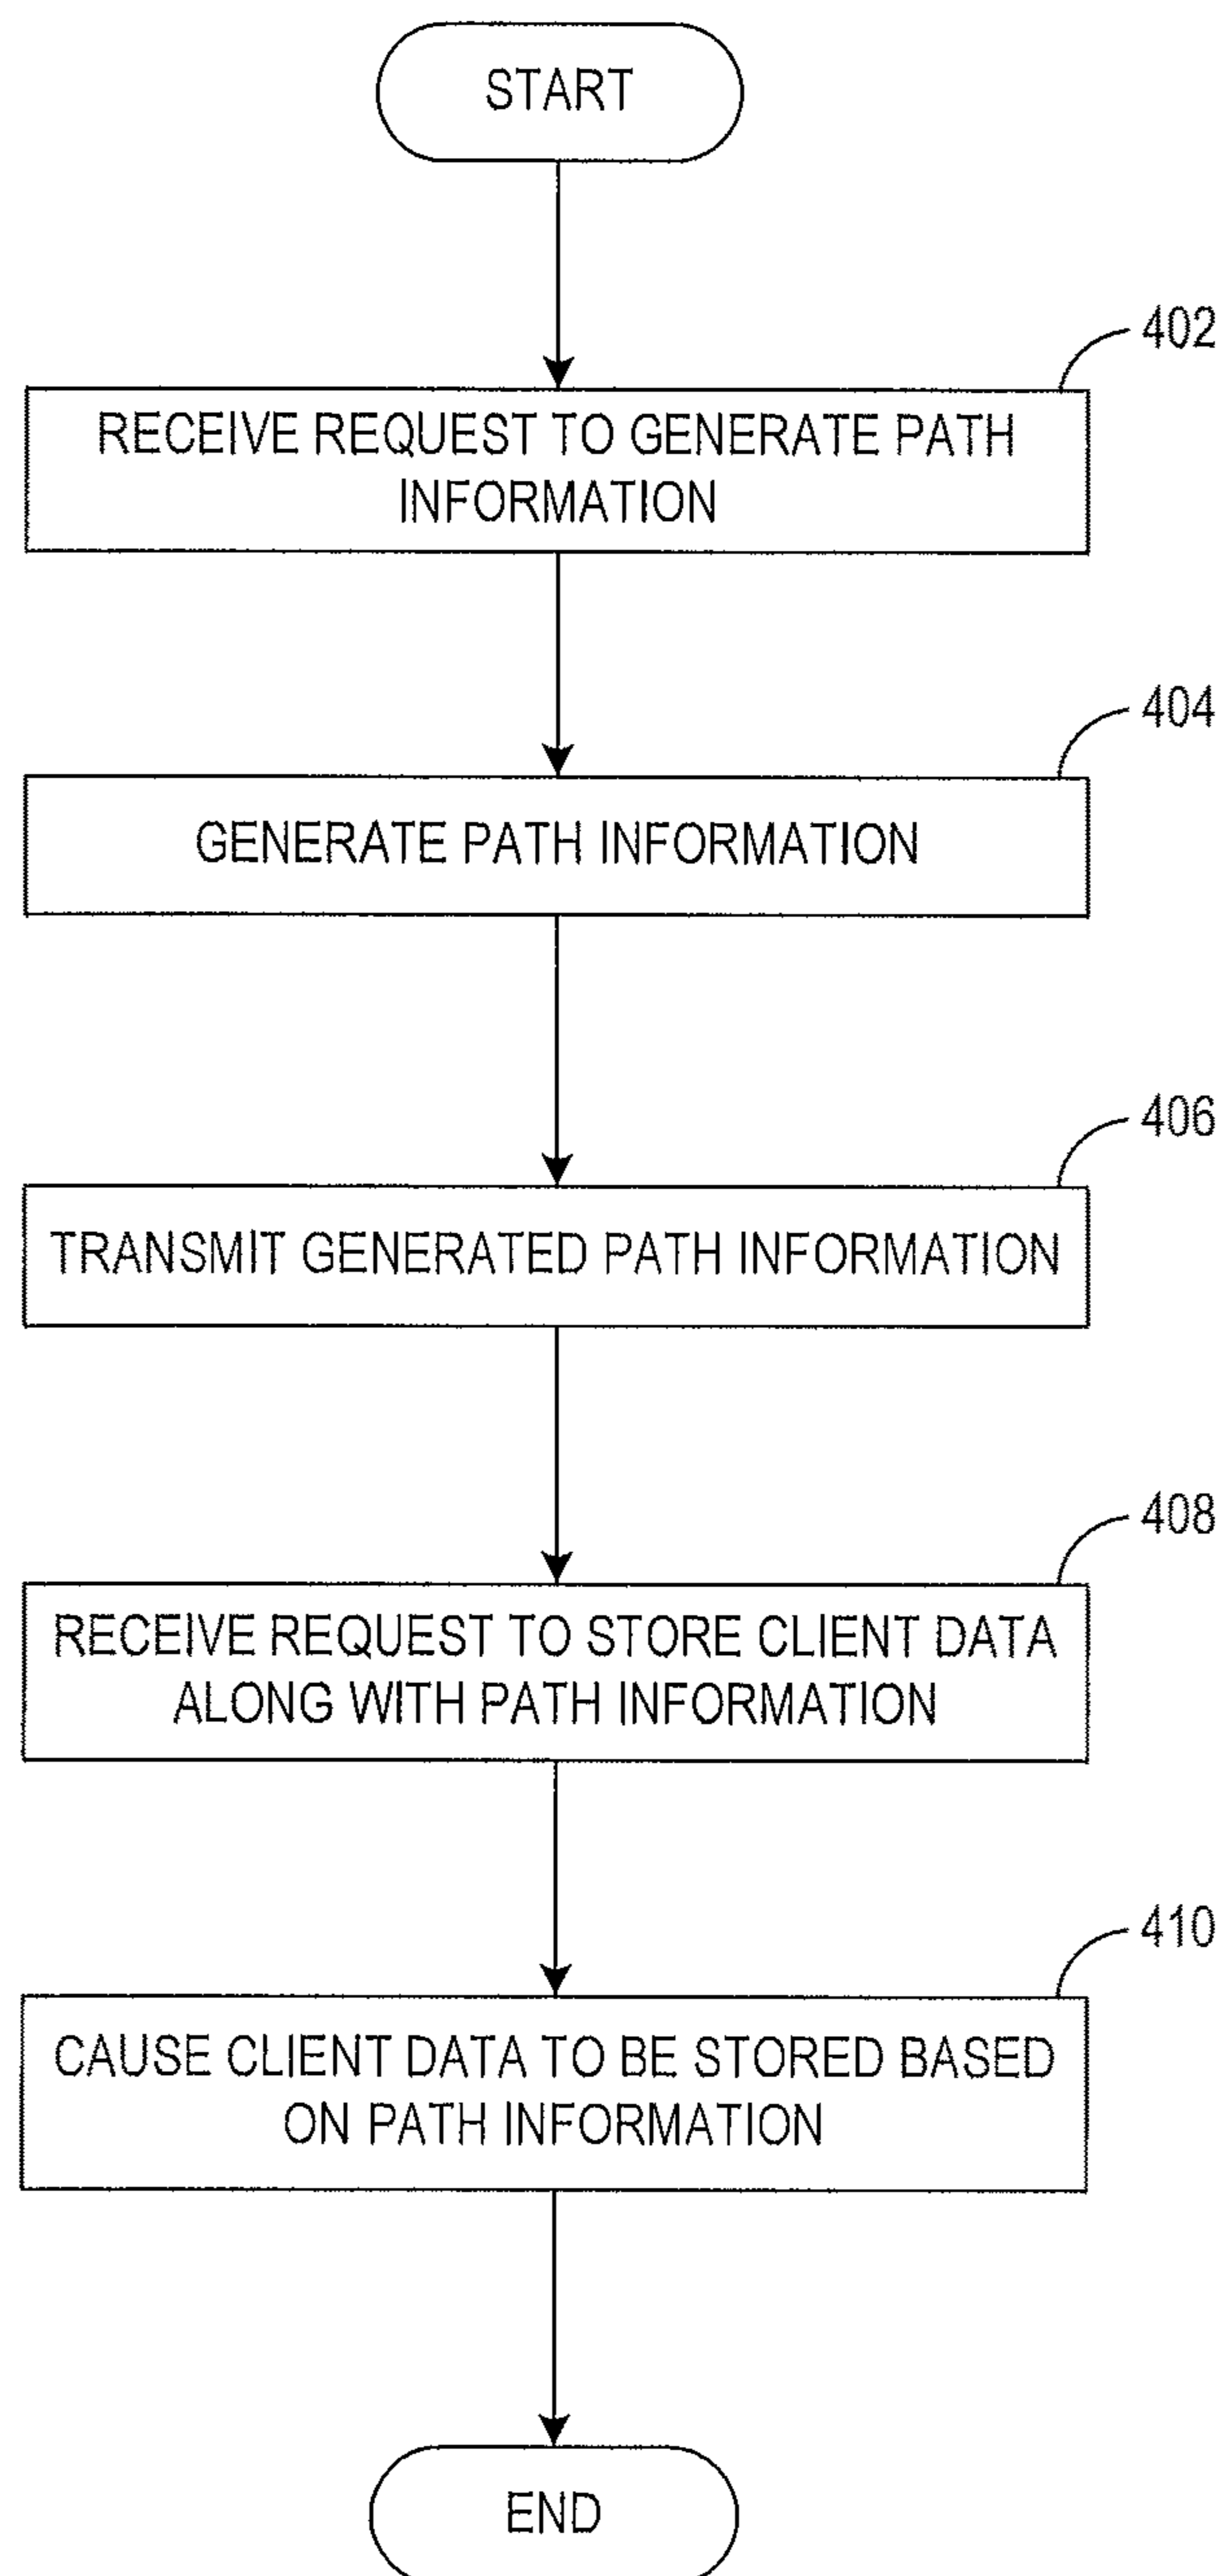 START
402
RECEIVE REQUEST TO GENERATE PATH
INFORMATION
404
GENERATE PATH INFORMATION
406
TRANSMIT GENERATED PATH INFORMATION
408
RECEIVE REQUEST TO STORE CLIENT DATA
ALONG WITH PATH INFORMATION
410
CAUSE CLIENT DATA TO BE STORED BASED
ON PATH INFORMATION
END